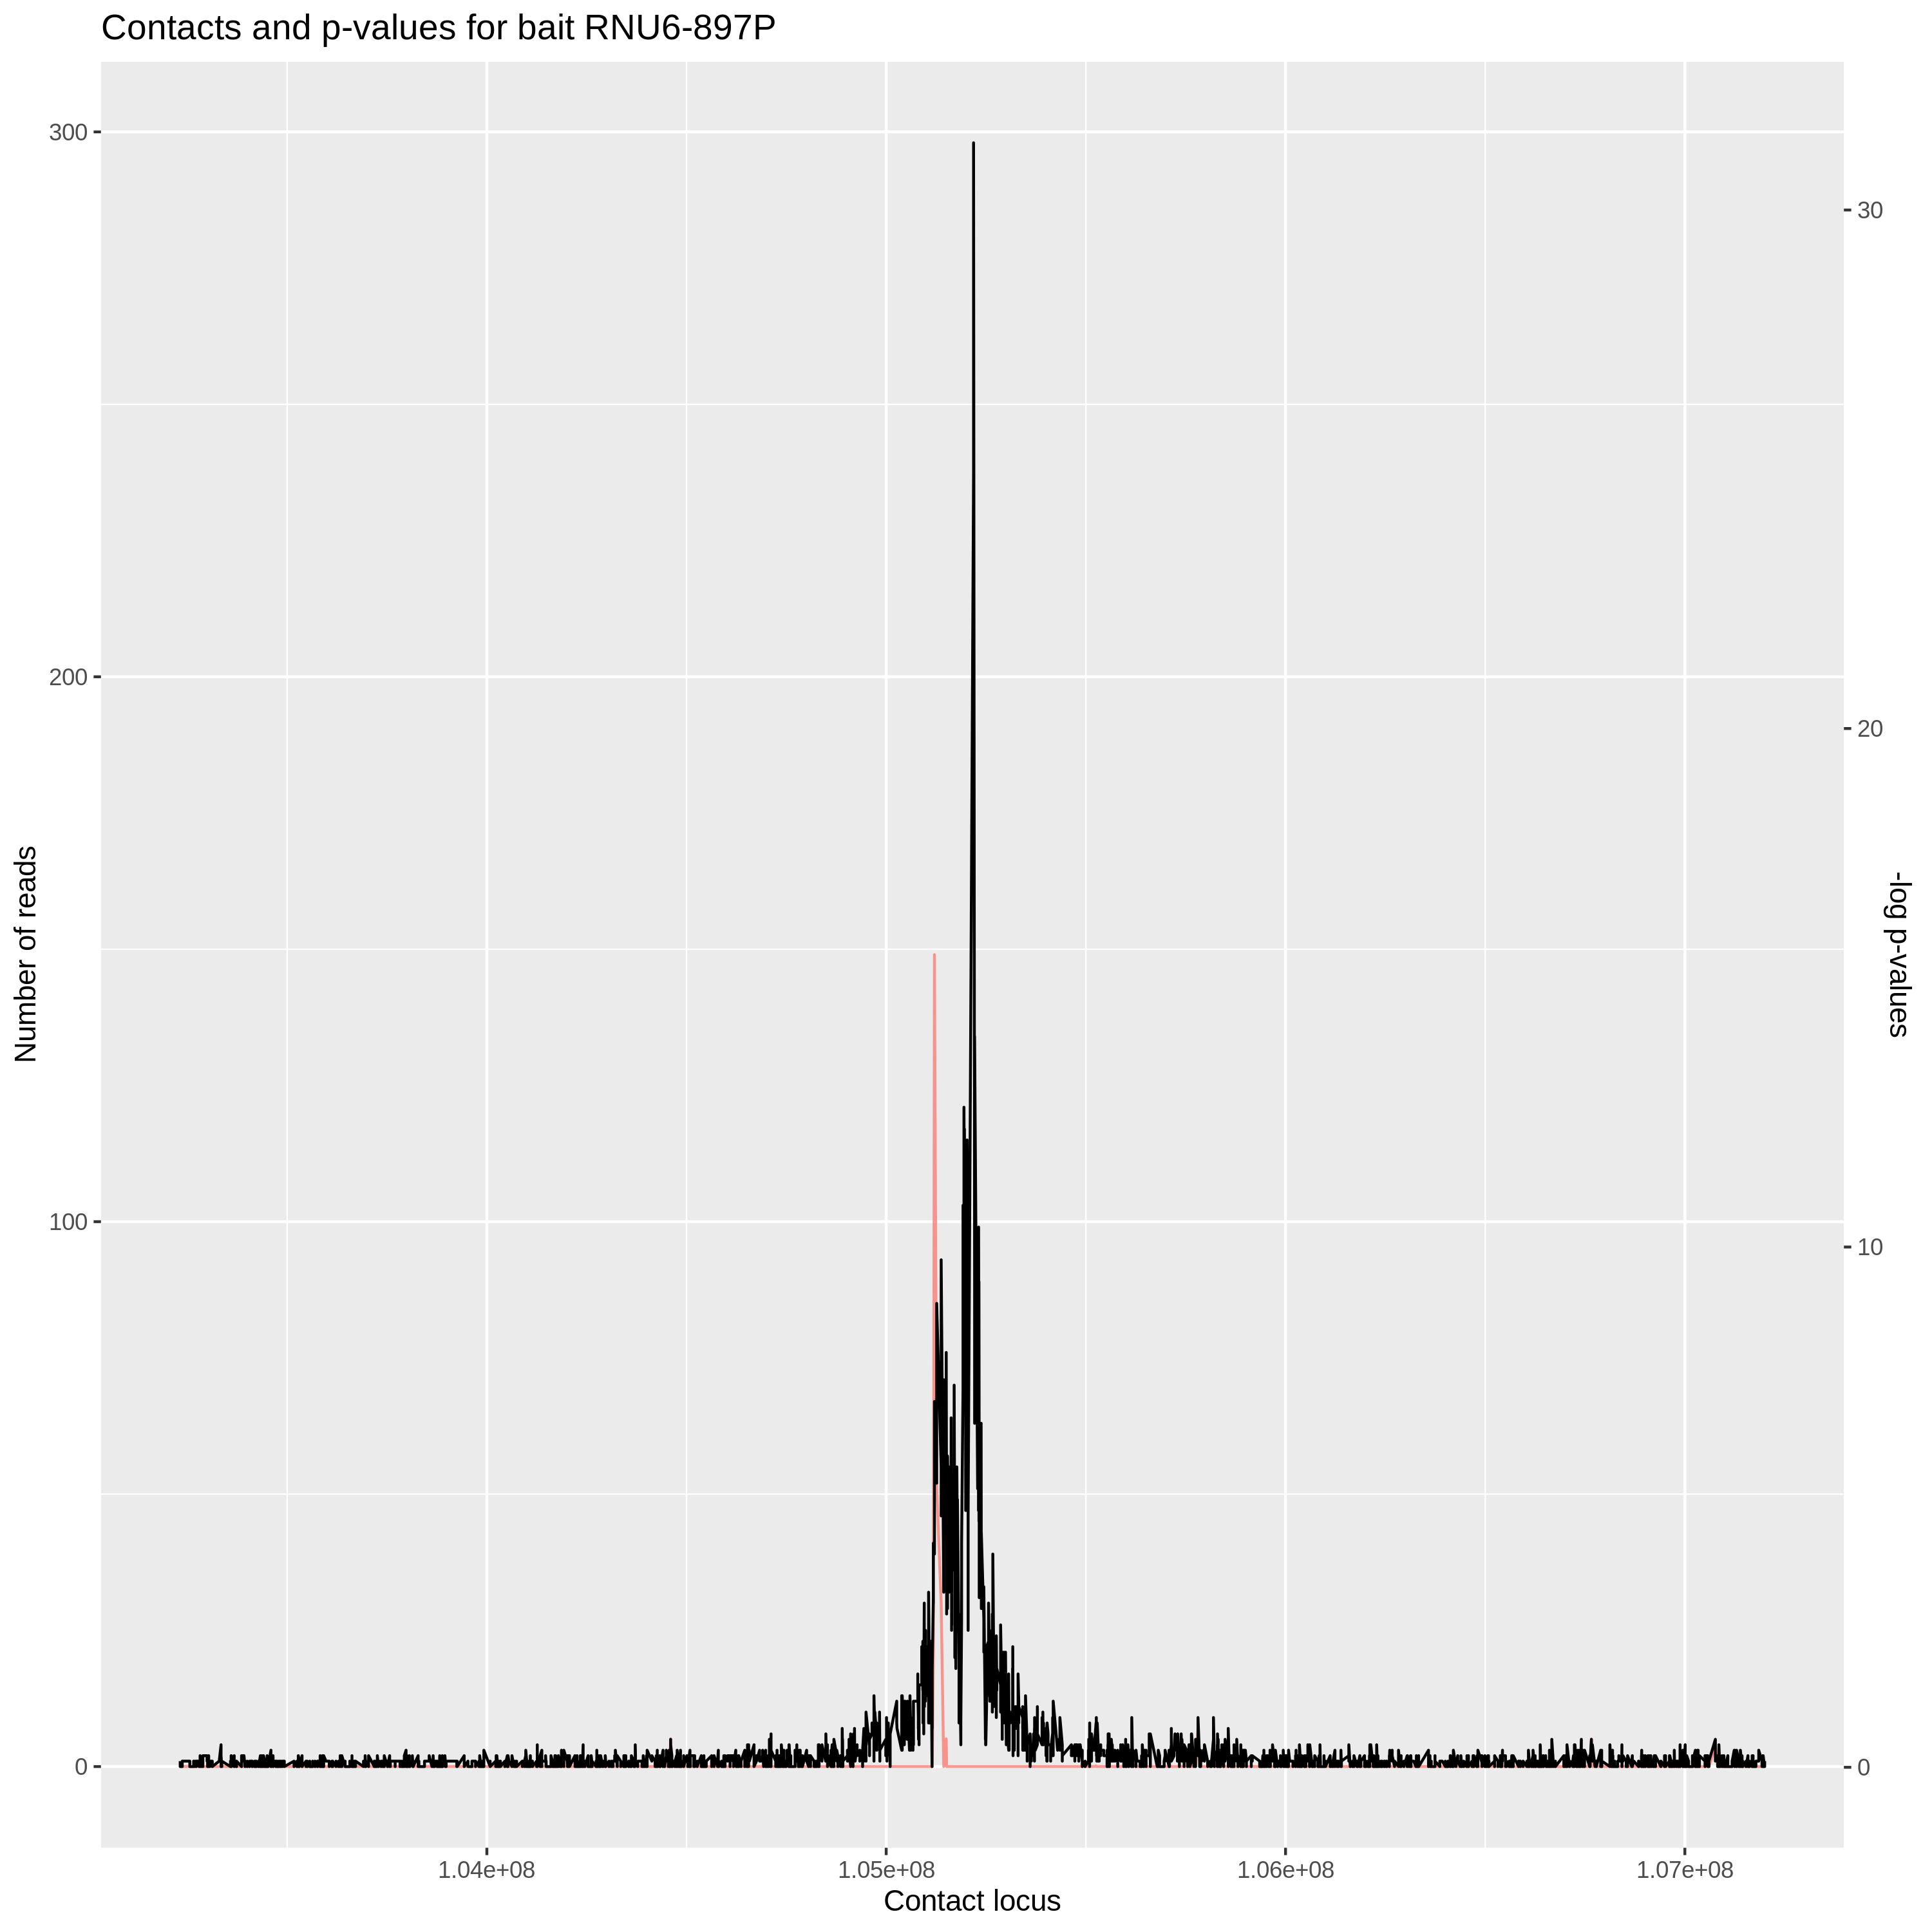 Contacts and p-values for bait RNU6-897P
300
200
100
0
Number of reads
30
20
10
0
-log p-values
1.04e+08
1.05e+08
1.06e+08
1.07e+08
Contact locus